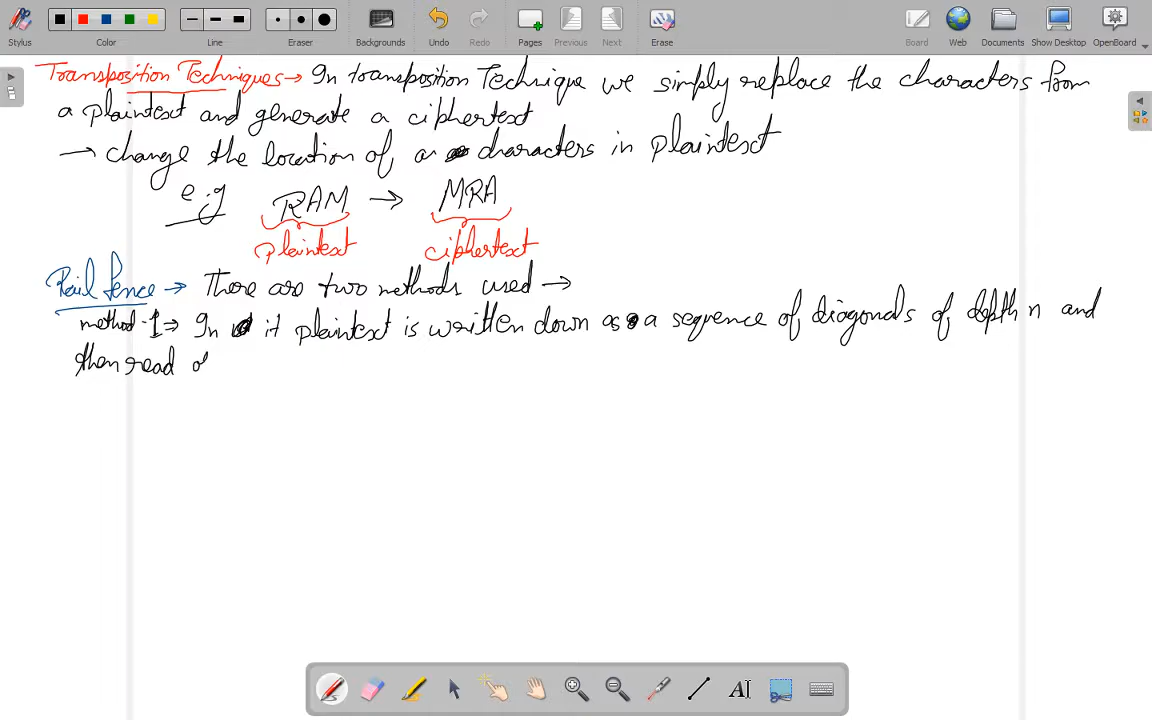 Stylus Color Line Eraser Backgrounds Undo Redo Pages Previous Next Erase Board Web Documents Show Desktop OpenBoard
Transposition Techniques → In transposition Technique we simply replace the characters from
a plaintext and generate a ciphertext
→ change the location of a characters in plaintext
e.g RAM → MRA
plaintext ciphertext
Rail fence → There are two methods used →
method-1 → In it plaintext is written down as a sequence of diagonals of depth n and
then read o